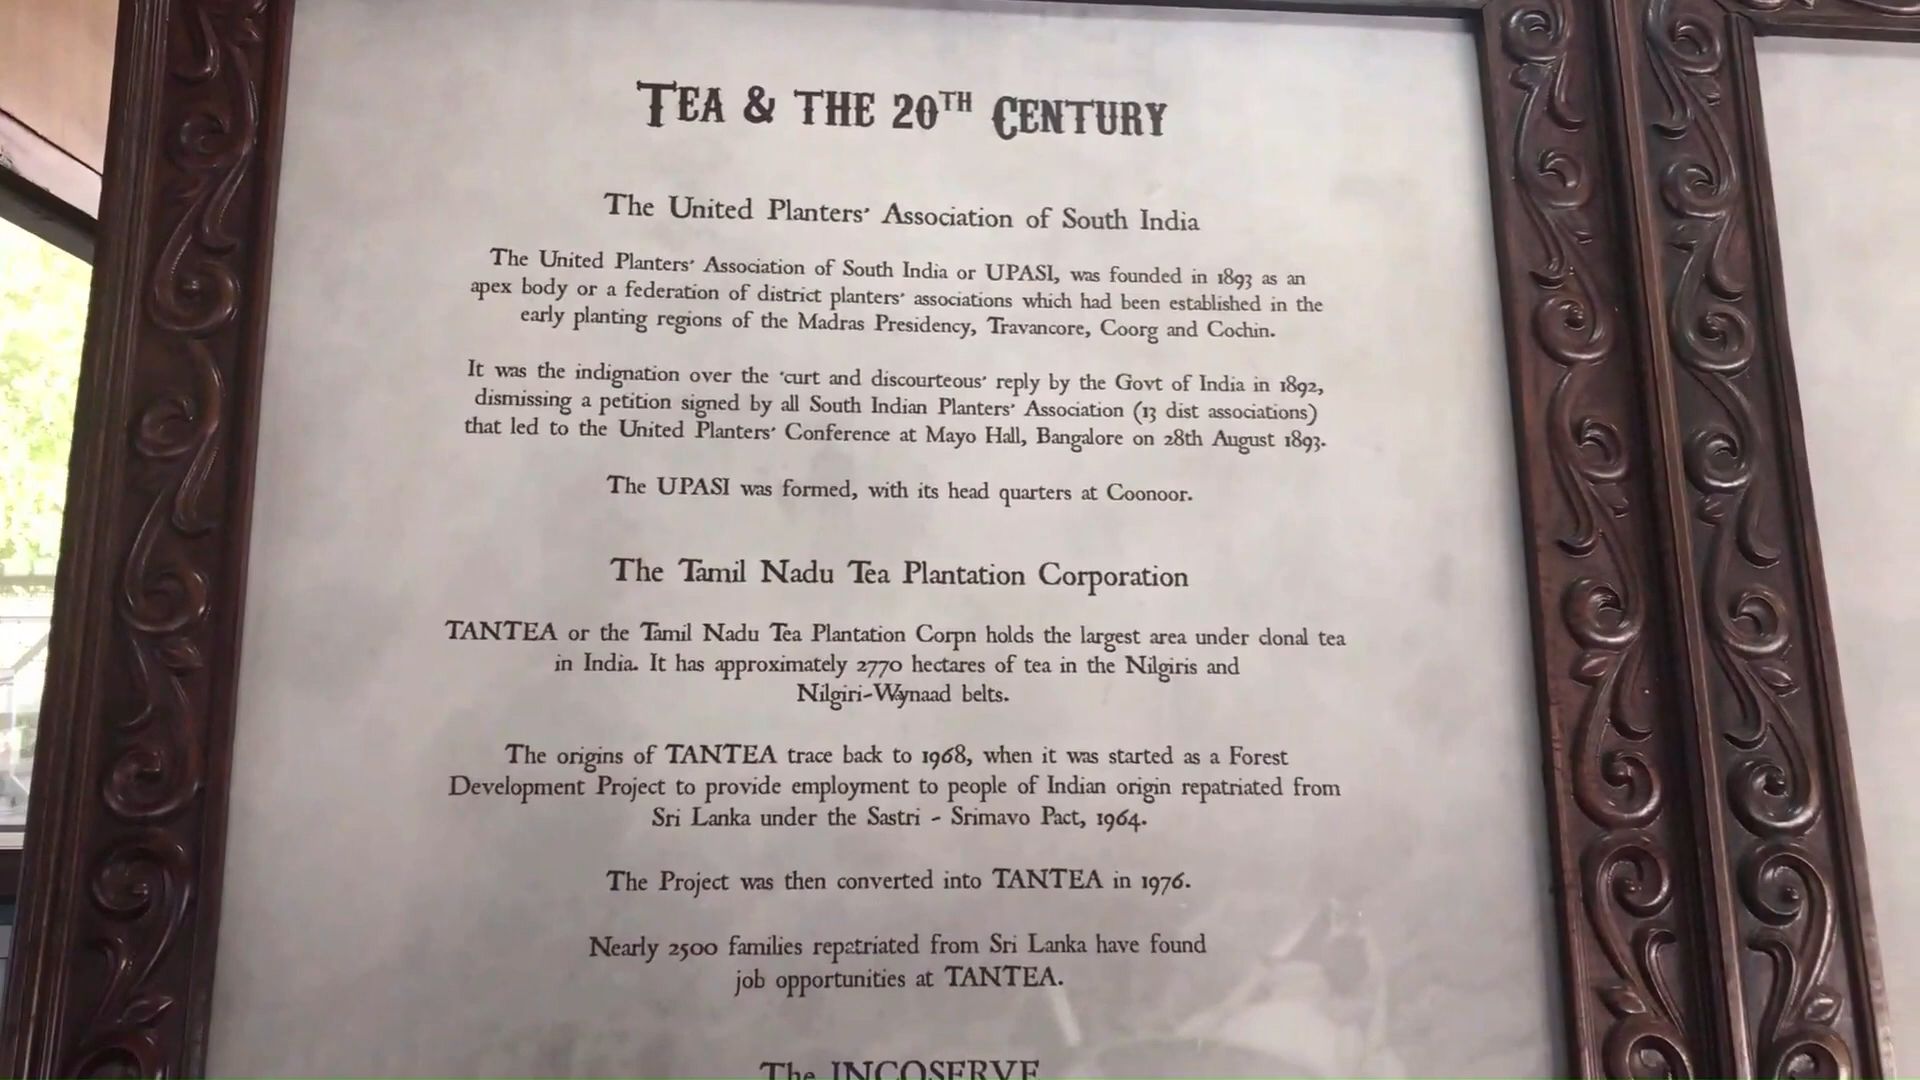 TEA & THE 20TH CENTURY
The United Planters' Association of South India
The United Planters' Association of South India or UPASI, was founded in 1893 as an
apex body or a federation of district planters' associations which had been established in the
early planting regions of the Madras Presidency, Travancore, Coorg and Cochin.
It was the indignation over the 'curt and discourteous' reply by the Govt of India in 1892,
dismissing a petition signed by all South Indian Planters' Association (13 dist associations)
that led to the United Planters' Conference at Mayo Hall, Bangalore on 28th August 1893.
The UPASI was formed, with its head quarters at Coonoor.
The Tamil Nadu Tea Plantation Corporation
TANTEA or the Tamil Nadu Tea Plantation Corpn holds the largest area under clonal tea
in India. It has approximately 2770 hectares of tea in the Nilgiris and
Nilgiri-Wynaad belts.
The origins of TANTEA trace back to 1968, when it was started as a Forest
Development Project to provide employment to people of Indian origin repatriated from
Sri Lanka under the Sastri - Srimavo Pact, 1964.
The Project was then converted into TANTEA in 1976.
Nearly 2500 families repatriated from Sri Lanka have found
job opportunities at TANTEA.
The INCOSERVE